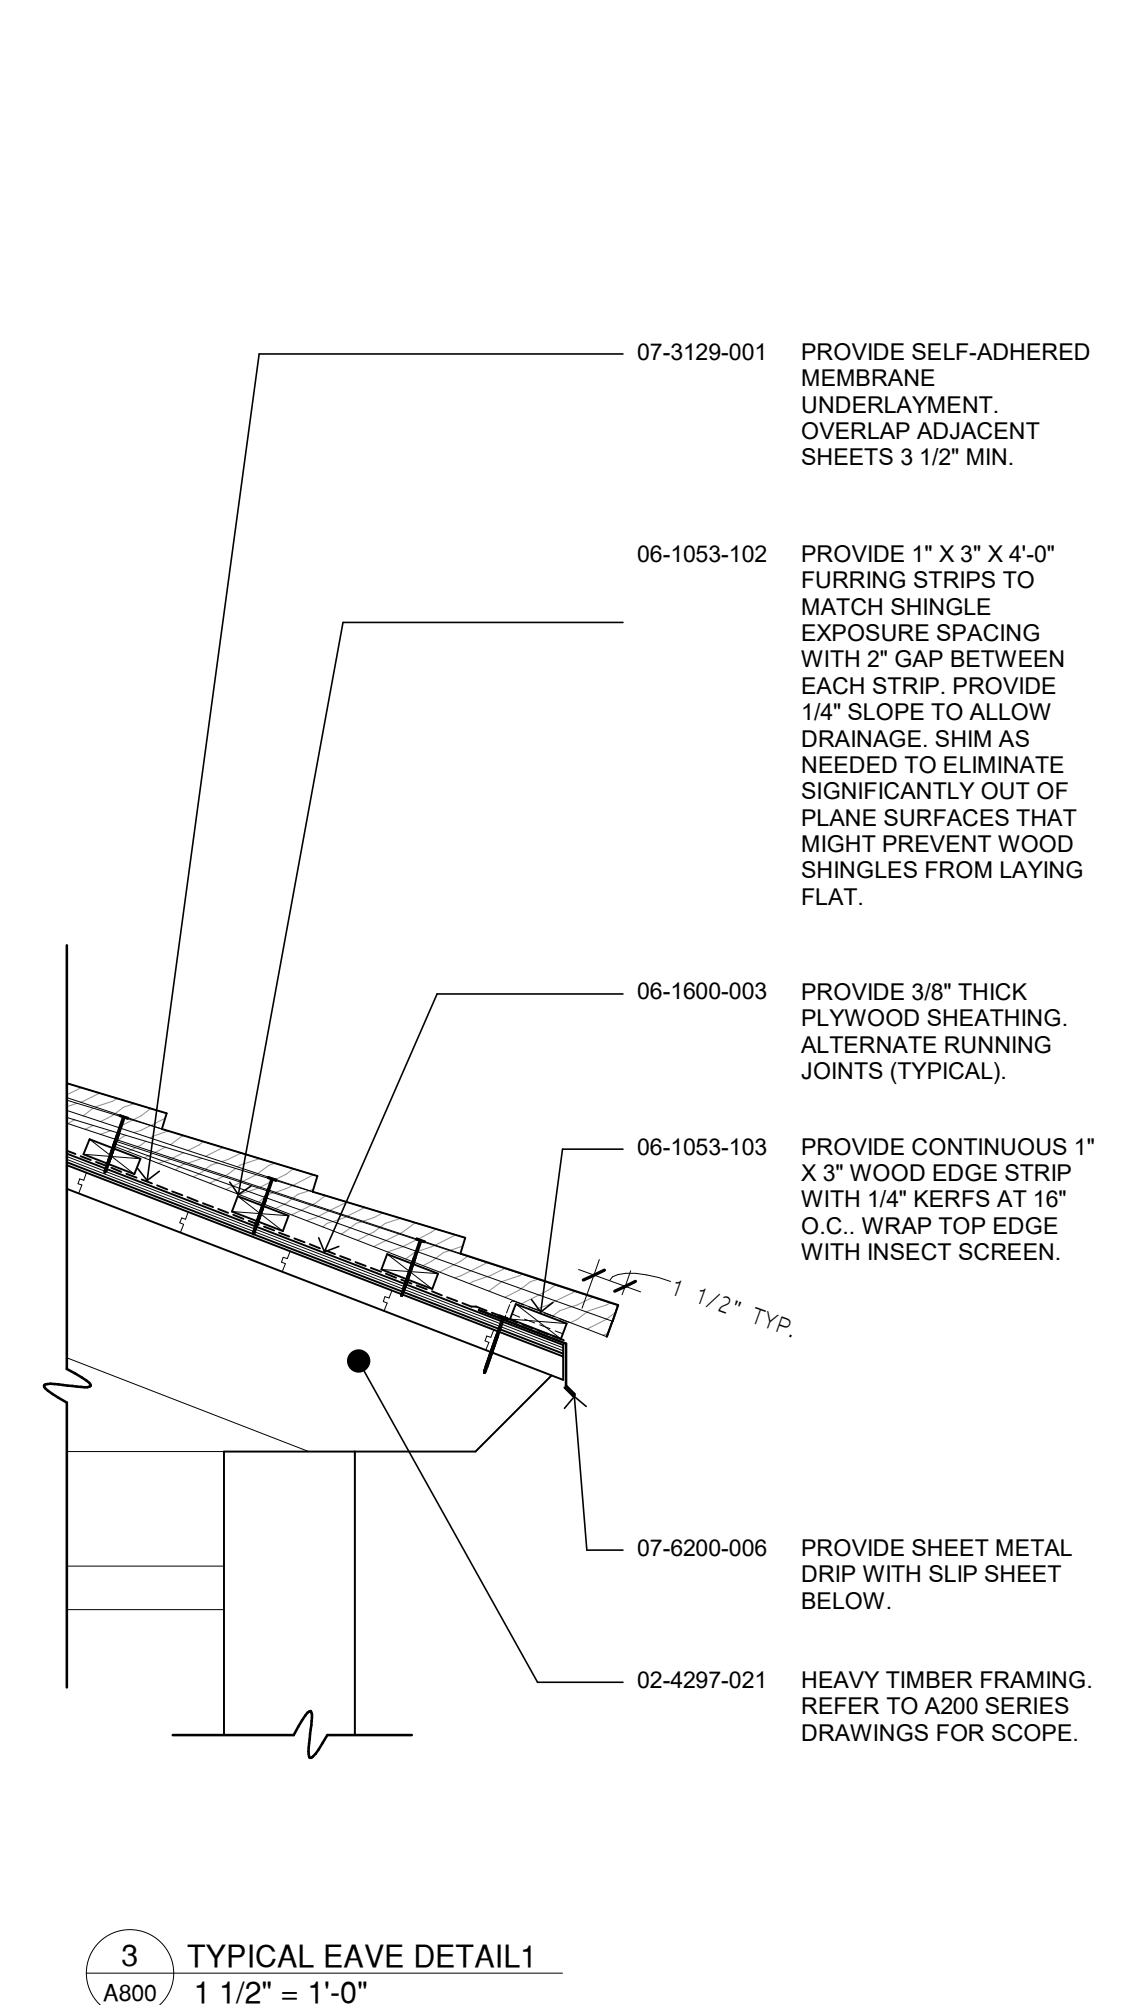 07-3129-001 PROVIDE SELF-ADHERED
MEMBRANE
UNDERLAYMENT.
OVERLAP ADJACENT
SHEETS 3 1/2" MIN.
06-1053-102 PROVIDE 1" X 3" X 4'-0"
FURRING STRIPS TO
MATCH SHINGLE
EXPOSURE SPACING
WITH 2" GAP BETWEEN
EACH STRIP. PROVIDE
1/4" SLOPE TO ALLOW
DRAINAGE. SHIM AS
NEEDED TO ELIMINATE
SIGNIFICANTLY OUT OF
PLANE SURFACES THAT
MIGHT PREVENT WOOD
SHINGLES FROM LAYING
FLAT.
06-1600-003 PROVIDE 3/8" THICK
PLYWOOD SHEATHING.
ALTERNATE RUNNING
JOINTS (TYPICAL).
06-1053-103 PROVIDE CONTINUOUS 1"
X 3" WOOD EDGE STRIP
WITH 1/4" KERFS AT 16"
O.C.. WRAP TOP EDGE
WITH INSECT SCREEN.
1 1/2" TYP.
07-6200-006 PROVIDE SHEET METAL
DRIP WITH SLIP SHEET
BELOW.
02-4297-021 HEAVY TIMBER FRAMING.
REFER TO A200 SERIES
DRAWINGS FOR SCOPE.
3 TYPICAL EAVE DETAIL1
A800 1 1/2" = 1'-0"